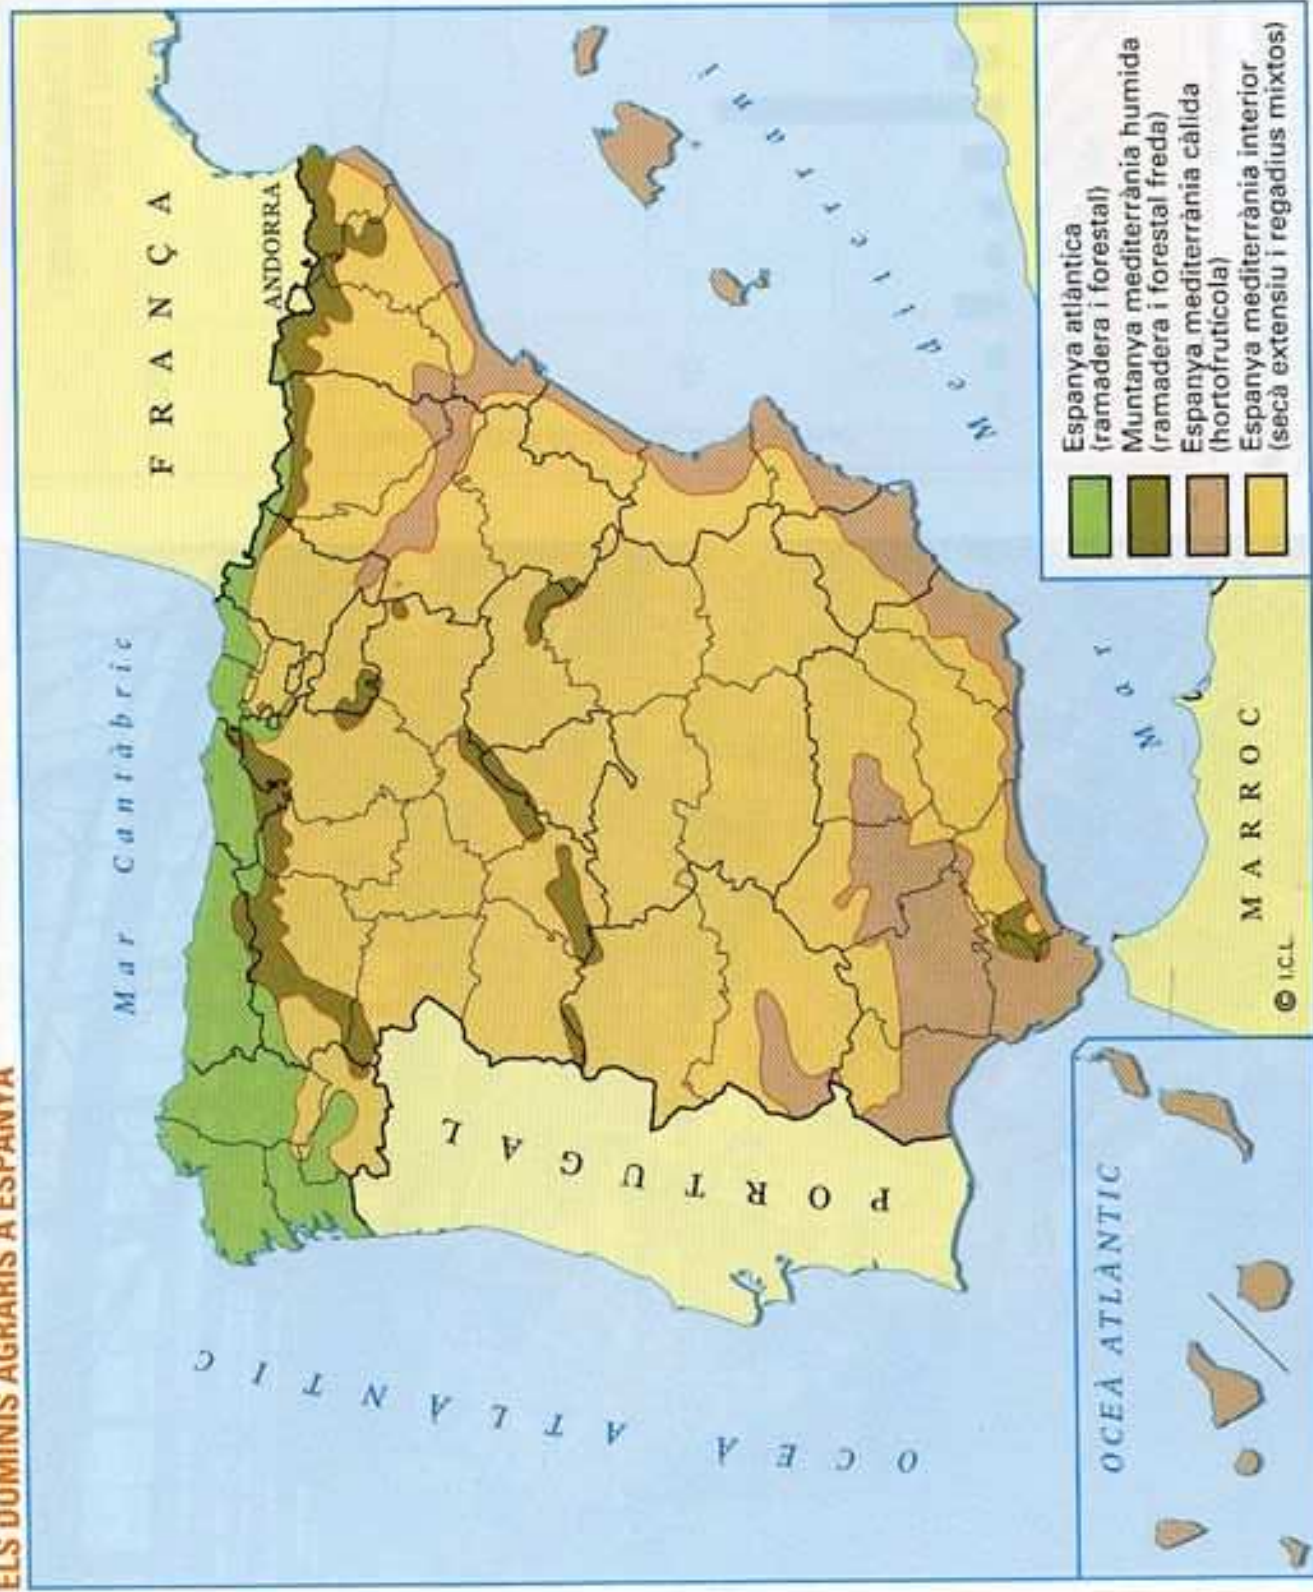 ELS DOMINIS AGRARIS A ESPANYA
FRANÇA
ANDORRA
Mar Cantàbric
OCEÀ ATLÀNTIC
PORTUGAL
Mar Mediterrani
MARROC
© I.C.L.
OCEÀ ATLÀNTIC
Espanya atlàntica
(ramadera i forestal)
Muntanya mediterrània humida
(ramadera i forestal freda)
Espanya mediterrània càlida
(hortofrutícola)
Espanya mediterrània interior
(secà extensiu i regadius mixtos)